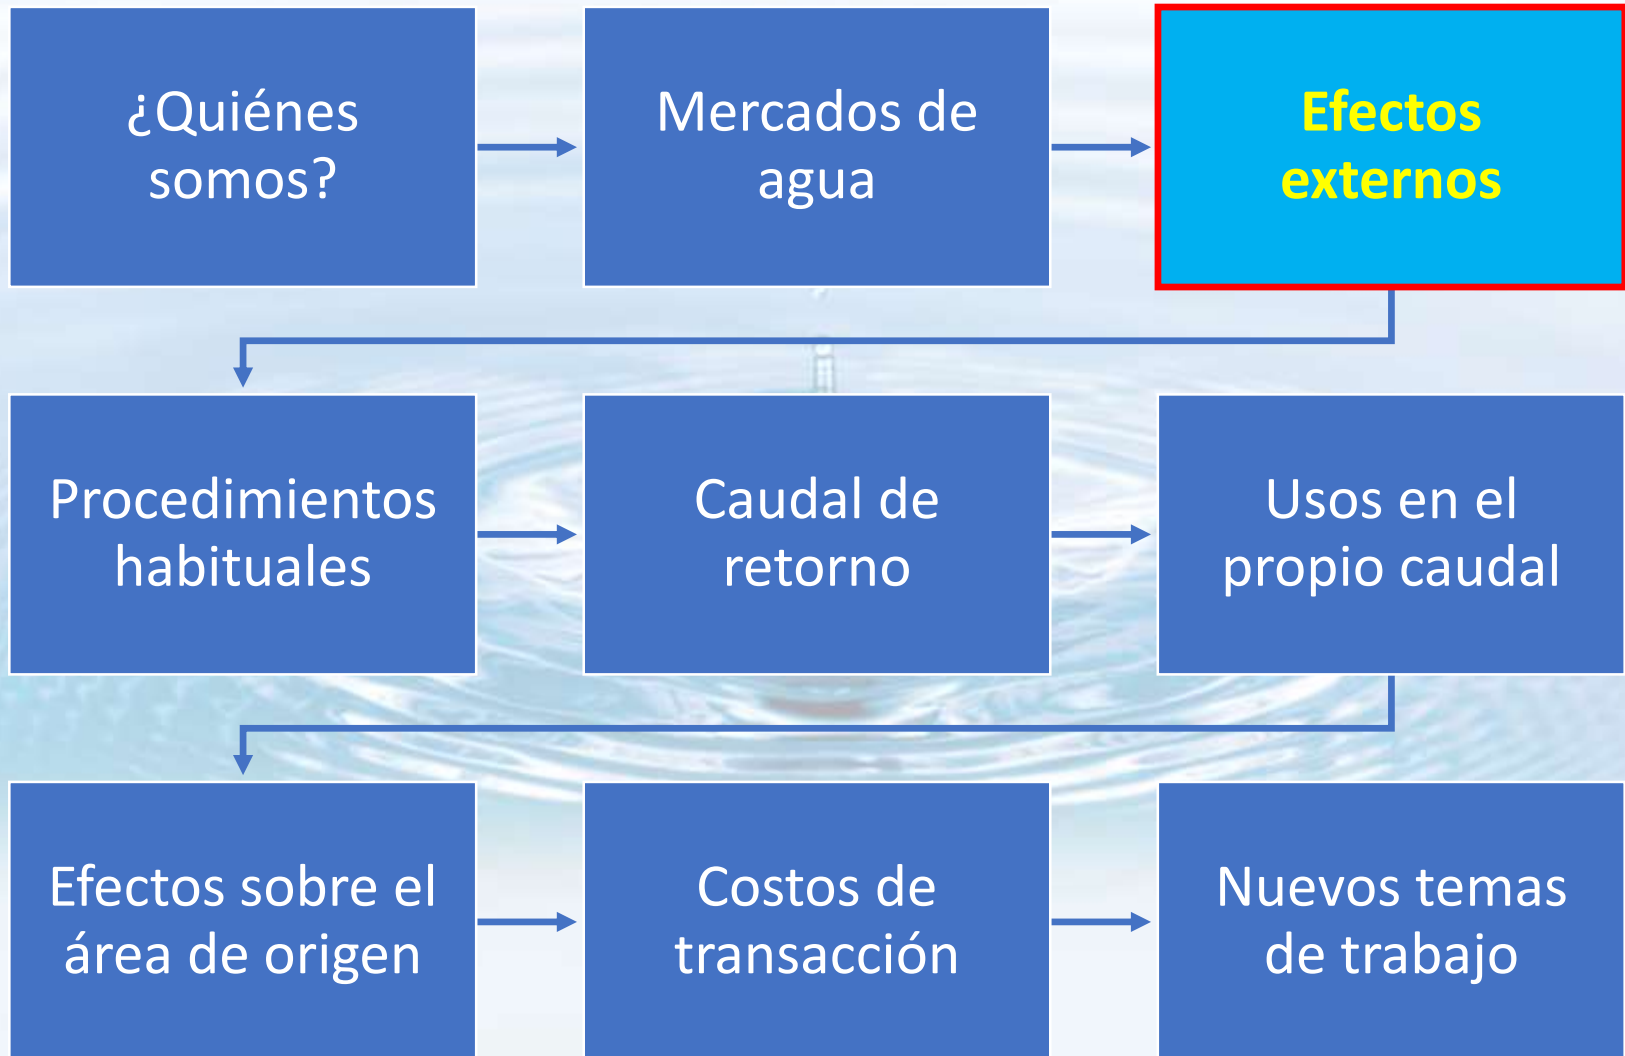 ¿Quiénes
somos?
Mercados de
agua
Efectos
externos
Procedimientos
habituales
Caudal de
retorno
Usos en el
propio caudal
Efectos sobre el
área de origen
Costos de
transacción
Nuevos temas
de trabajo